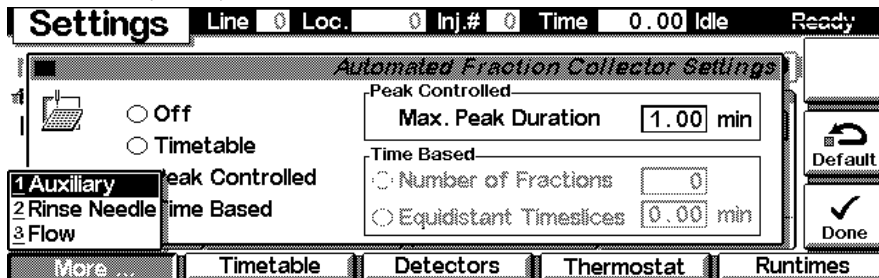 Settings Line 0 Loc. 0 Inj.# 0 Time 0.00 Idle Ready
Automated Fraction Collector Settings
Off
Timetable
eak Controlled
ime Based
Peak Controlled
Max. Peak Duration 1.00 min
Time Based
Number of Fractions 0
Equidistant Timeslices 0.00 min
Default
Done
1 Auxiliary
2 Rinse Needle
3 Flow
More ... Timetable Detectors Thermostat Runtimes